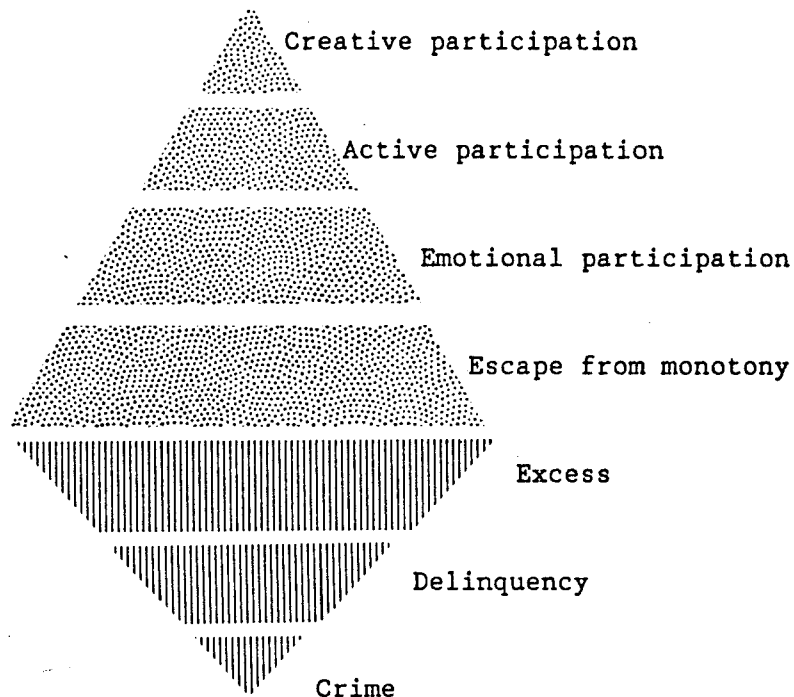 Creative participation
Active participation
Emotional participation
Escape from monotony
Excess
Delinquency
Crime